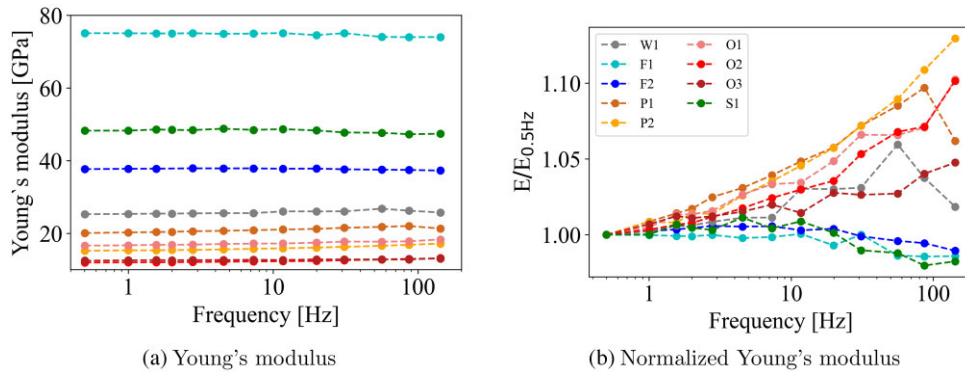 80
60
40
20
Young`s modulus [GPa]
1
10
100
Frequency [Hz]
(a) Young's modulus
1.10
1.05
1.00
E/E0.5Hz
W1
F1
F2
P1
P2
O1
O2
O3
S1
1
10
100
Frequency [Hz]
(b) Normalized Young's modulus